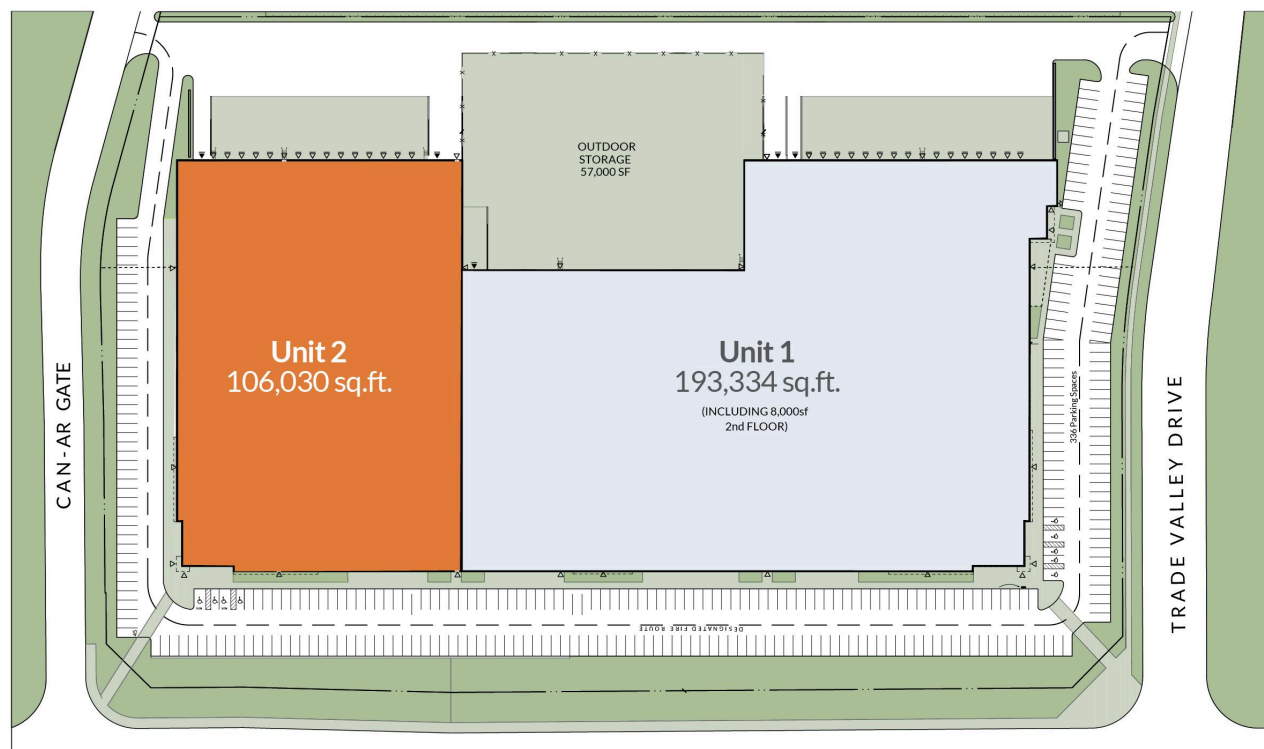 OUTDOOR
STORAGE
57,000 SF
Unit 2
106,030 sq.ft.
Unit 1
193,334 sq.ft.
(INCLUDING 8,000sf
2nd FLOOR)
CAN-AR GATE
336 Parking Spaces
TRADE VALLEY DRIVE
DESIGNATED FIRE ROUTE